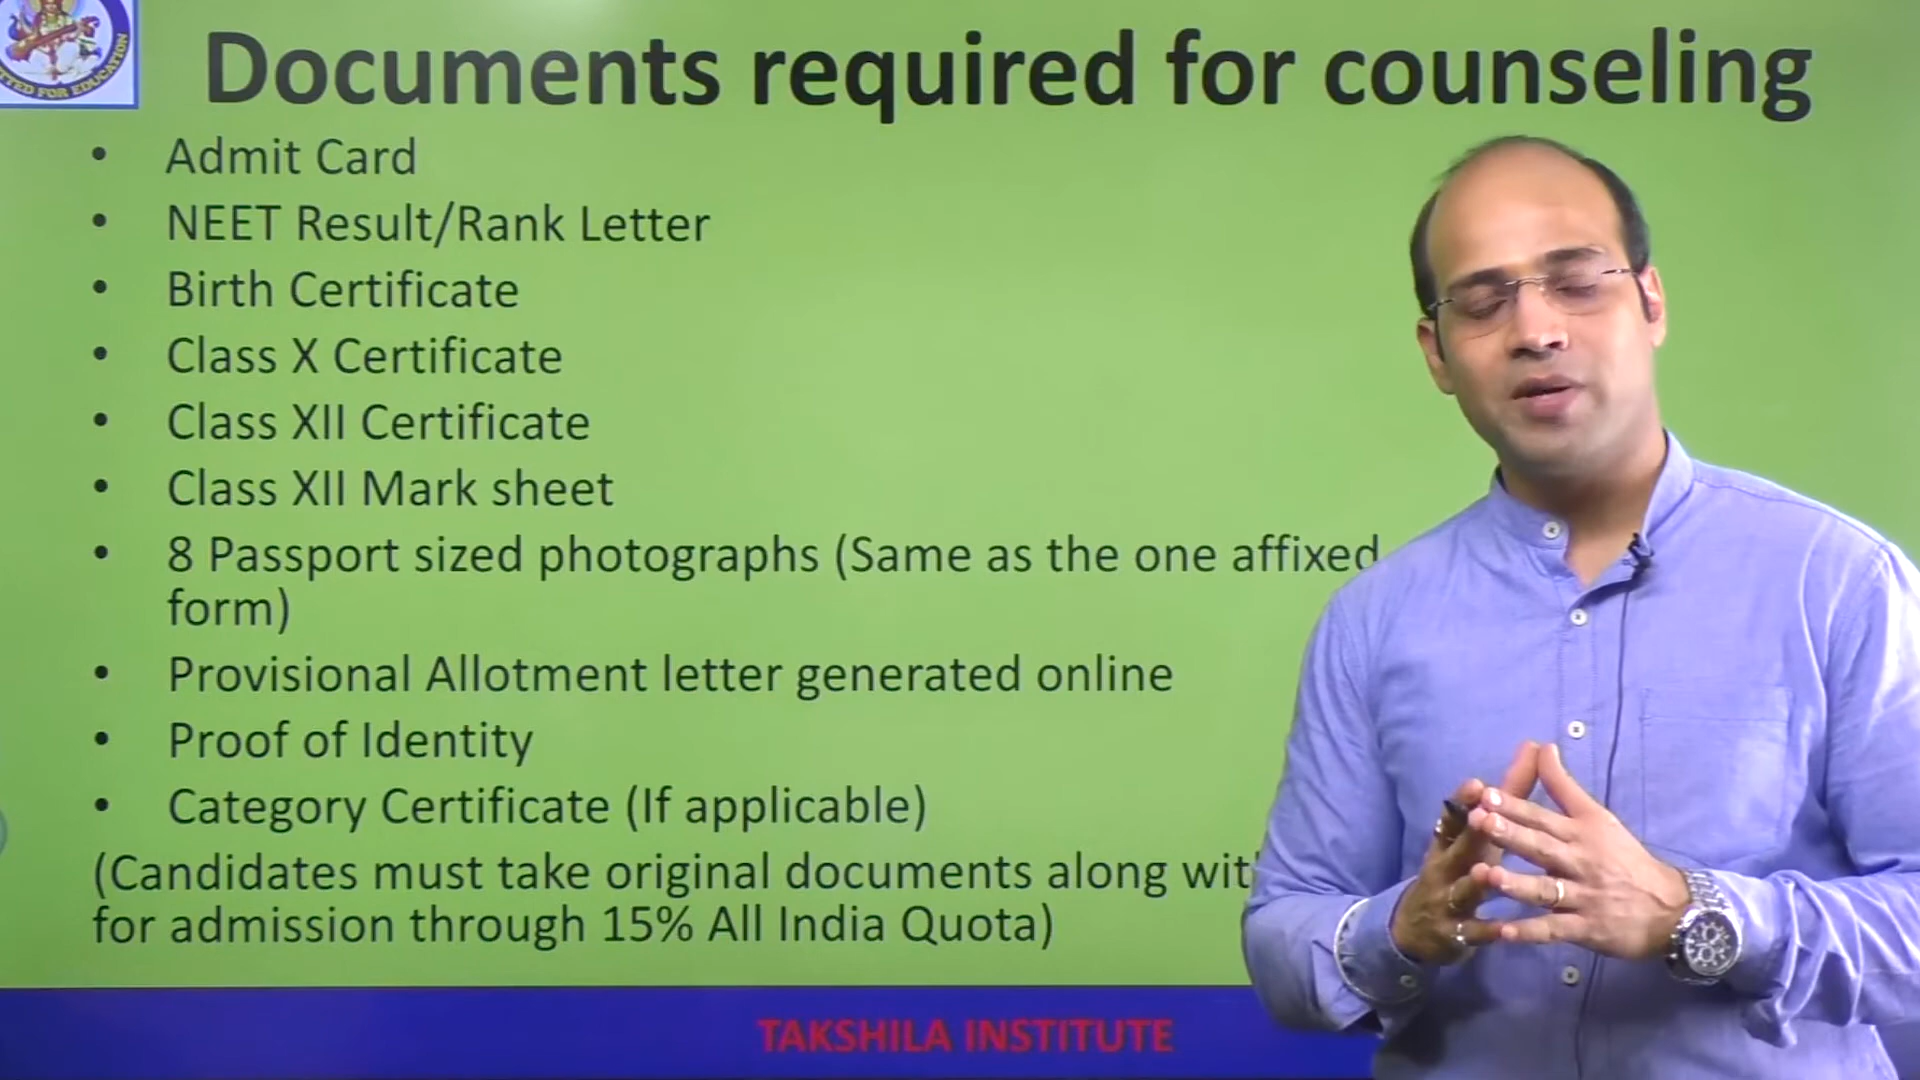 TTED FOR EDUCATION
Documents required for counseling
• Admit Card
• NEET Result/Rank Letter
• Birth Certificate
• Class X Certificate
• Class XII Certificate
• Class XII Mark sheet
• 8 Passport sized photographs (Same as the one affixed
form)
• Provisional Allotment letter generated online
• Proof of Identity
• Category Certificate (If applicable)
(Candidates must take original documents along wit
for admission through 15% All India Quota)
TAKSHILA INSTITUTE